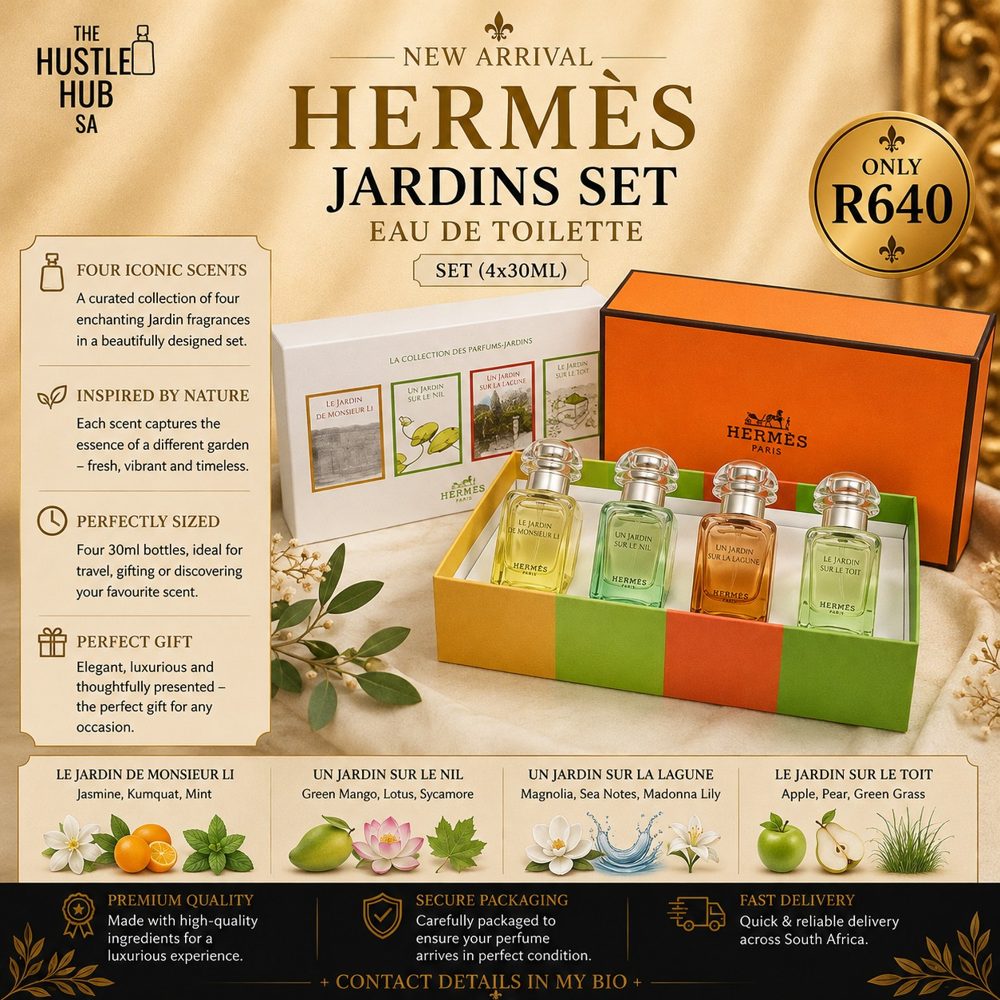 THE
HUSTLE
HUB
SA
NEW ARRIVAL
HERMÈS
JARDINS SET
EAU DE TOILETTE
SET (4x30ML)
ONLY
R640
FOUR ICONIC SCENTS
A curated collection of four
enchanting Jardin fragrances
in a beautifully designed set.
INSPIRED BY NATURE
Each scent captures the
essence of a different garden
– fresh, vibrant and timeless.
PERFECTLY SIZED
Four 30ml bottles, ideal for
travel, gifting or discovering
your favourite scent.
PERFECT GIFT
Elegant, luxurious and
thoughtfully presented –
the perfect gift for any
occasion.
LA COLLECTION DES PARFUMS-JARDINS
LE JARDIN
DE MONSIEUR LI
UN JARDIN
SUR LE NIL
UN JARDIN
SUR LA LAGUNE
LE JARDIN
SUR LE TOIT
HERMÈS
PARIS
HERMÈS
PARIS
LE JARDIN
DE MONSIEUR LI
HERMÈS
PARIS
UN JARDIN
SUR LE NIL
HERMÈS
PARIS
UN JARDIN
SUR LA LAGUNE
HERMÈS
PARIS
LE JARDIN
SUR LE TOIT
HERMÈS
PARIS
LE JARDIN DE MONSIEUR LI
Jasmine, Kumquat, Mint
UN JARDIN SUR LE NIL
Green Mango, Lotus, Sycamore
UN JARDIN SUR LA LAGUNE
Magnolia, Sea Notes, Madonna Lily
LE JARDIN SUR LE TOIT
Apple, Pear, Green Grass
PREMIUM QUALITY
Made with high-quality
ingredients for a
luxurious experience.
SECURE PACKAGING
Carefully packaged to
ensure your perfume
arrives in perfect condition.
FAST DELIVERY
Quick & reliable delivery
across South Africa.
+ CONTACT DETAILS IN MY BIO +